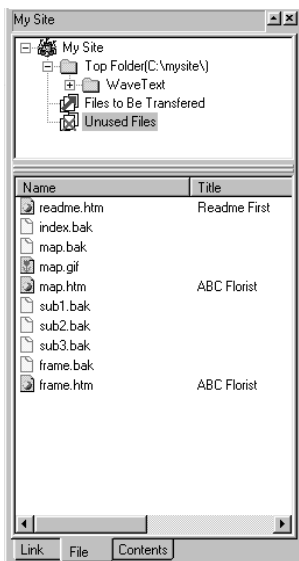 My Site
My Site
Top Folder(C:\mysite\)
WaveText
Files to Be Transfered
Unused Files
Name Title
readme.htm Readme First
index.bak
map.bak
map.gif
map.htm ABC Florist
sub1.bak
sub2.bak
sub3.bak
frame.bak
frame.htm ABC Florist
Link File Contents